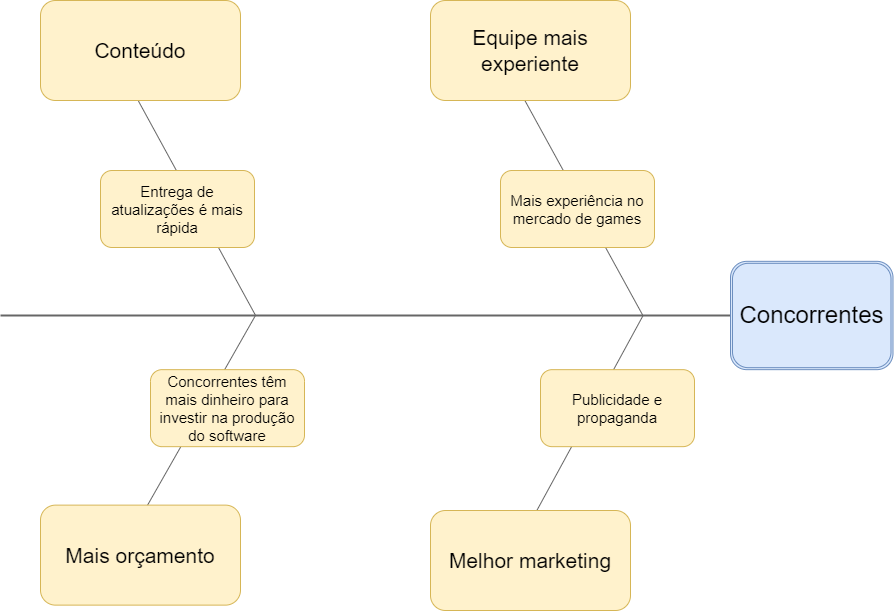 Conteúdo
Equipe mais
experiente
Entrega de
atualizações é mais
rápida
Mais experiência no
mercado de games
Concorrentes
Concorrentes têm
mais dinheiro para
investir na produção
do software
Publicidade e
propaganda
Mais orçamento
Melhor marketing